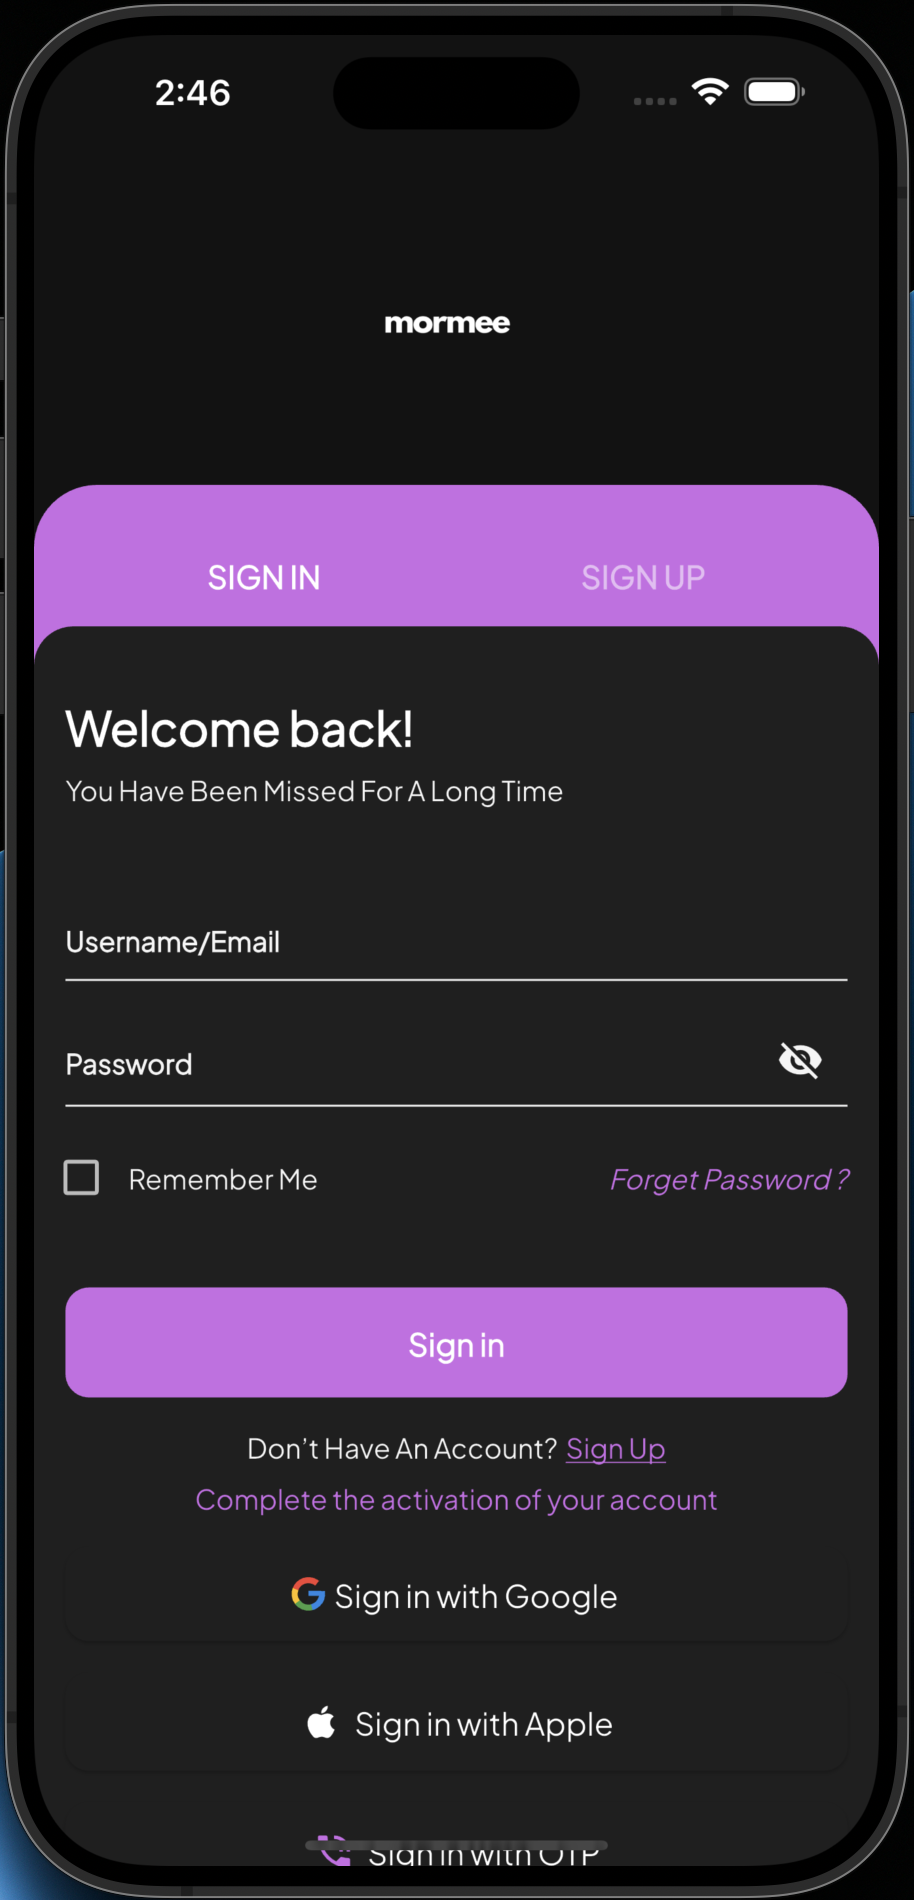 2:46
mormee
SIGN IN SIGN UP
Welcome back!
You Have Been Missed For A Long Time
Username/Email
Password
Remember Me Forget Password ?
Sign in
Don’t Have An Account? Sign Up
Complete the activation of your account
Sign in with Google
Sign in with Apple
Sign in with OTP